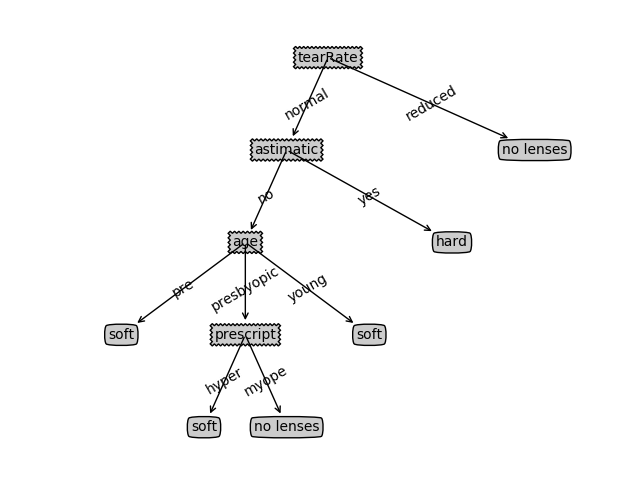 tearRate
normal
reduced
astimatic
no lenses
no
yes
age
hard
pre
presbyopic
young
soft
prescript
soft
hyper
myope
soft
no lenses